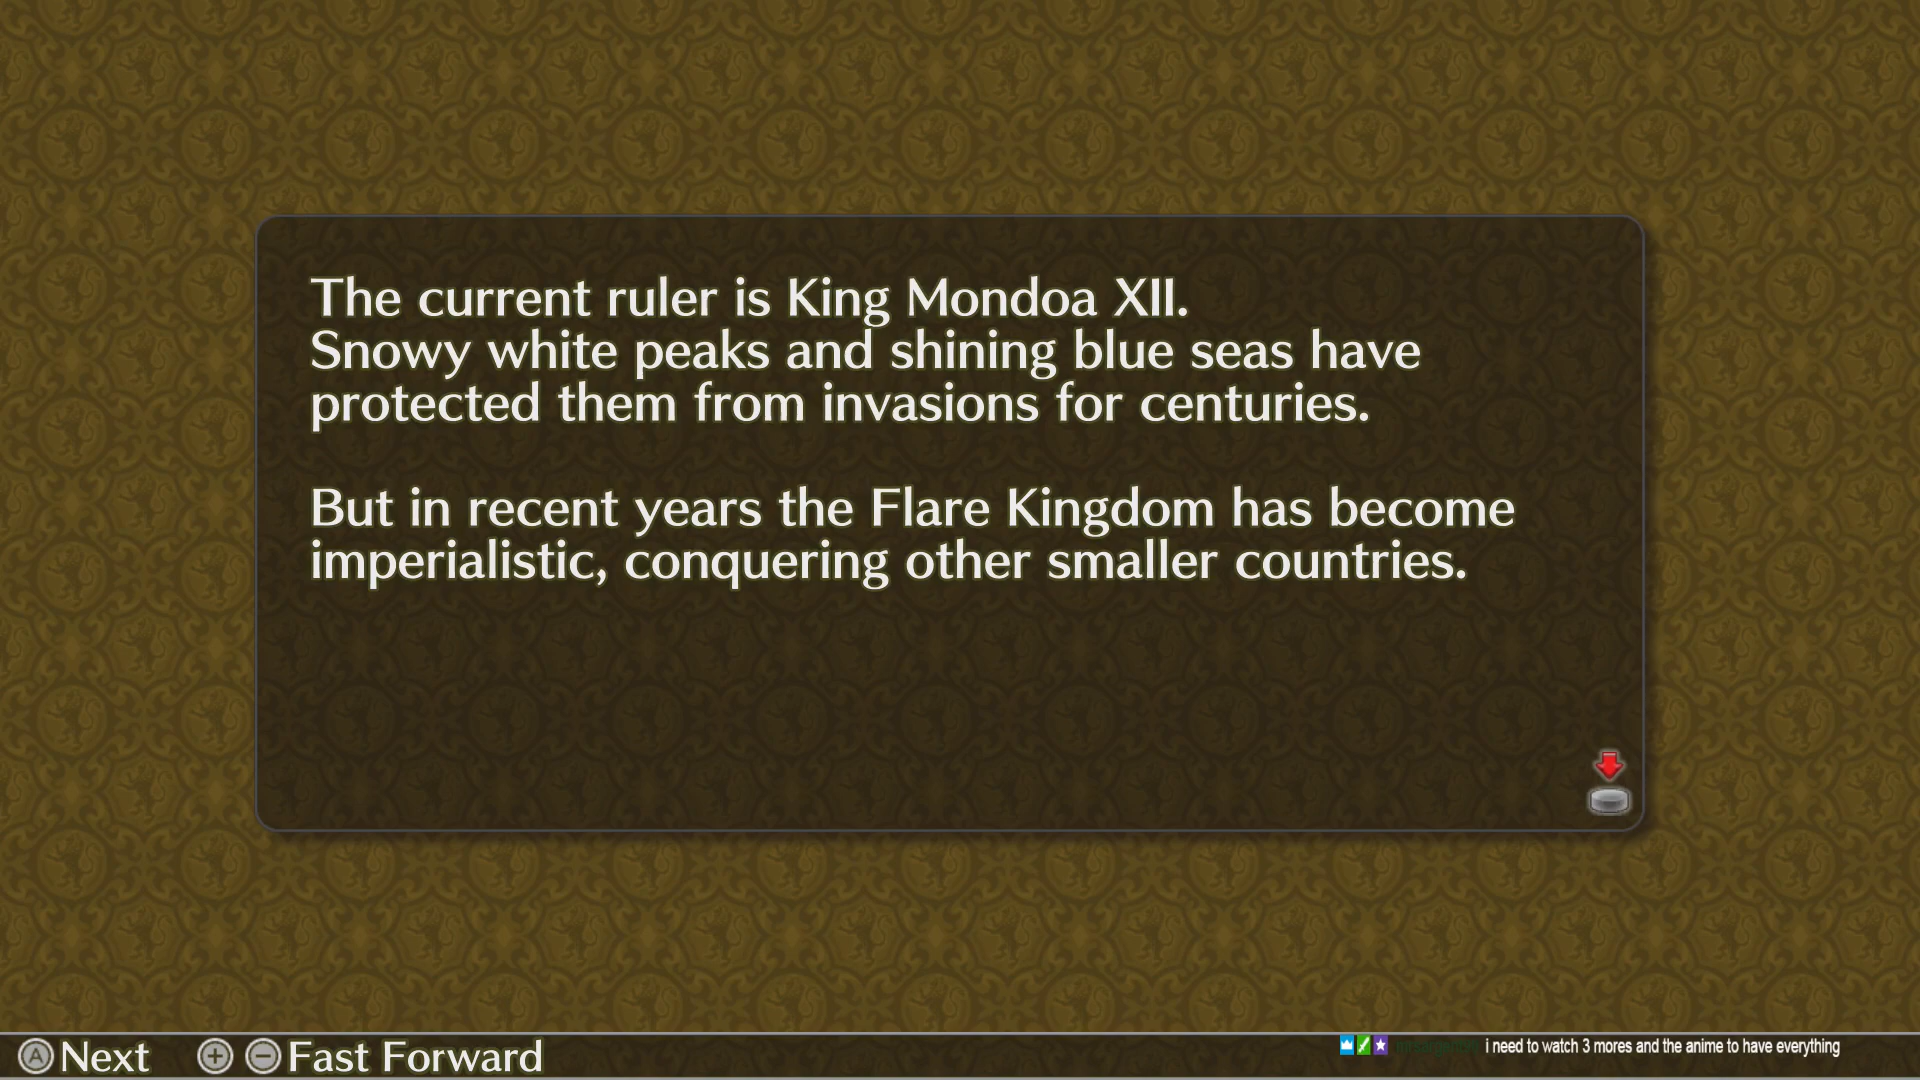 The current ruler is King Mondoa XII.
Snowy white peaks and shining blue seas have
protected them from invasions for centuries.
But in recent years the Flare Kingdom has become
imperialistic, conquering other smaller countries.
A Next + - Fast Forward
i need to watch 3 mores and the anime to have everything